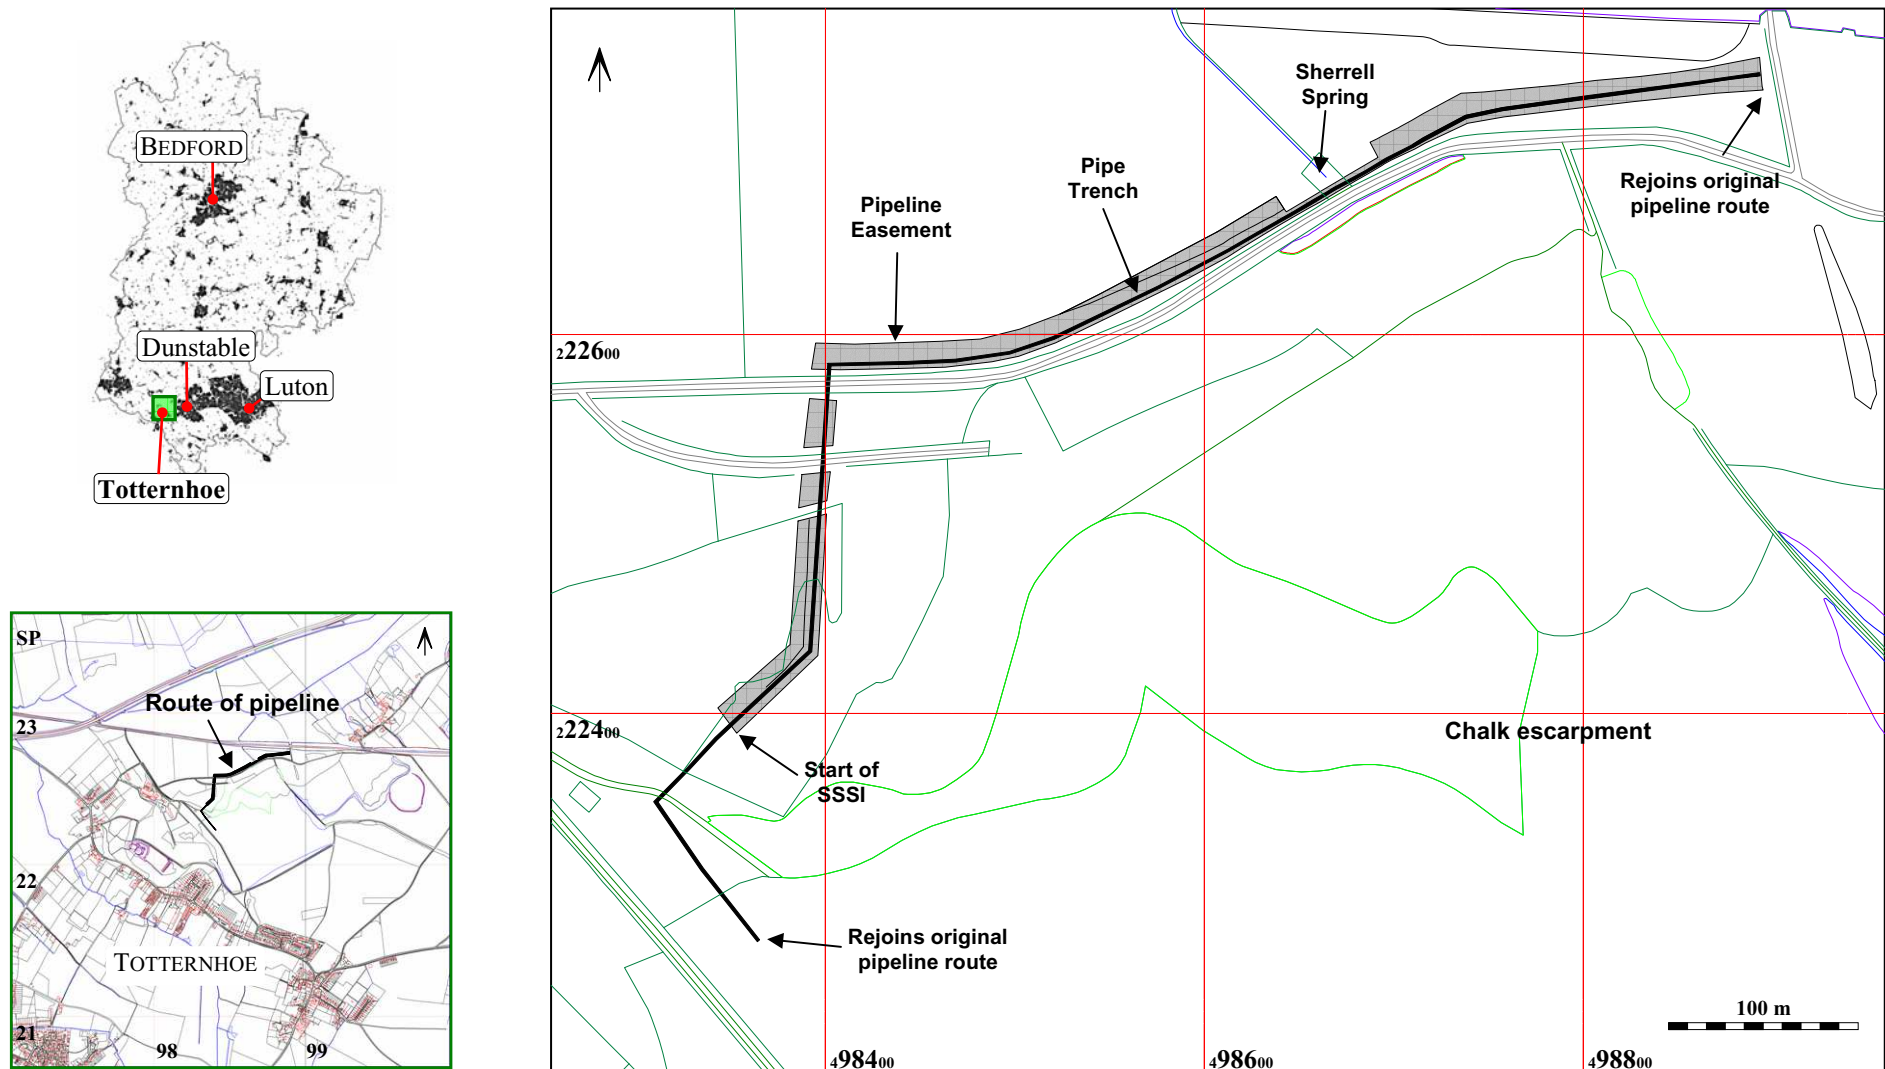 BEDFORD
Dunstable
Luton
Totternhoe
SP
Route of pipeline
23
22
TOTTERNHOE
21
98
99
Sherrell
Spring
Pipe
Trench
Pipeline
Easement
Rejoins original
pipeline route
222600
222400
Chalk escarpment
Start of
SSSI
Rejoins original
pipeline route
100 m
498400
498600
498800